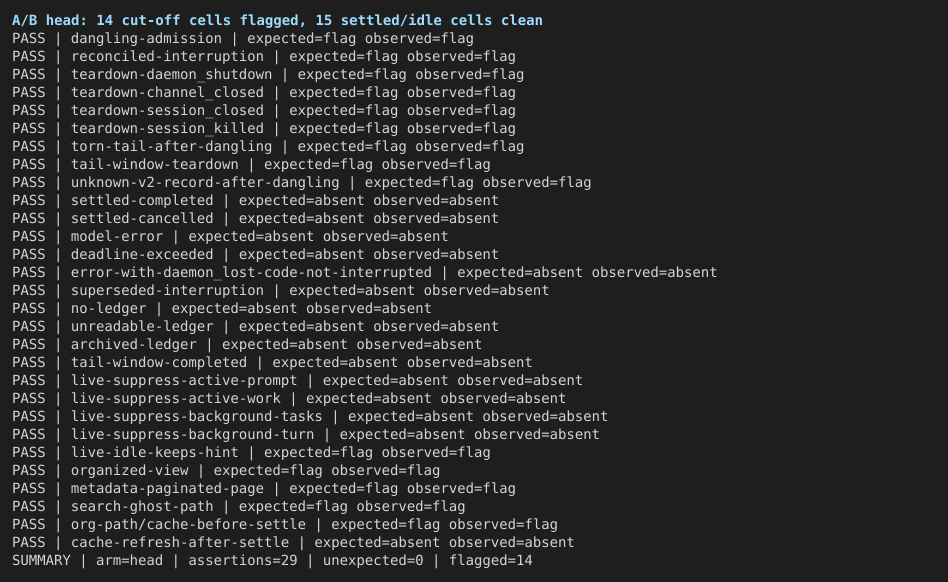 A/B head: 14 cut-off cells flagged, 15 settled/idle cells clean
PASS | dangling-admission | expected=flag observed=flag
PASS | reconciled-interruption | expected=flag observed=flag
PASS | teardown-daemon_shutdown | expected=flag observed=flag
PASS | teardown-channel_closed | expected=flag observed=flag
PASS | teardown-session_closed | expected=flag observed=flag
PASS | teardown-session_killed | expected=flag observed=flag
PASS | torn-tail-after-dangling | expected=flag observed=flag
PASS | tail-window-teardown | expected=flag observed=flag
PASS | unknown-v2-record-after-dangling | expected=flag observed=flag
PASS | settled-completed | expected=absent observed=absent
PASS | settled-cancelled | expected=absent observed=absent
PASS | model-error | expected=absent observed=absent
PASS | deadline-exceeded | expected=absent observed=absent
PASS | error-with-daemon_lost-code-not-interrupted | expected=absent observed=absent
PASS | superseded-interruption | expected=absent observed=absent
PASS | no-ledger | expected=absent observed=absent
PASS | unreadable-ledger | expected=absent observed=absent
PASS | archived-ledger | expected=absent observed=absent
PASS | tail-window-completed | expected=absent observed=absent
PASS | live-suppress-active-prompt | expected=absent observed=absent
PASS | live-suppress-active-work | expected=absent observed=absent
PASS | live-suppress-background-tasks | expected=absent observed=absent
PASS | live-suppress-background-turn | expected=absent observed=absent
PASS | live-idle-keeps-hint | expected=flag observed=flag
PASS | organized-view | expected=flag observed=flag
PASS | metadata-paginated-page | expected=flag observed=flag
PASS | search-ghost-path | expected=flag observed=flag
PASS | org-path/cache-before-settle | expected=flag observed=flag
PASS | cache-refresh-after-settle | expected=absent observed=absent
SUMMARY | arm=head | assertions=29 | unexpected=0 | flagged=14